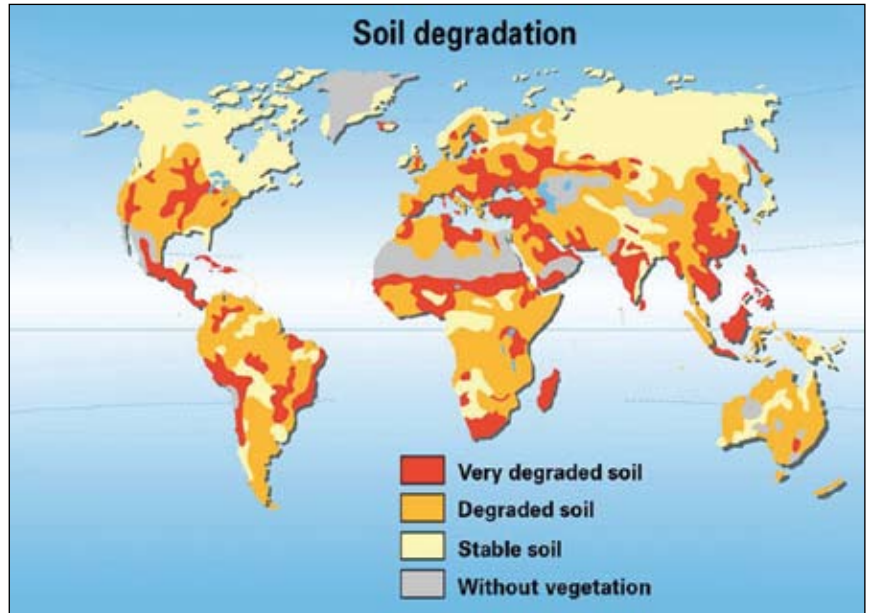 Soil degradation
Very degraded soil
Degraded soil
Stable soil
Without vegetation